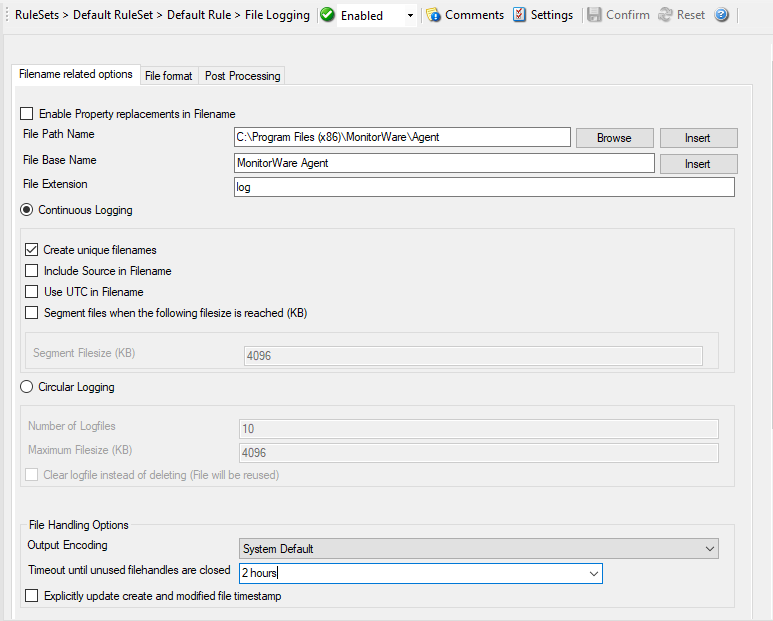 RuleSets > Default RuleSet > Default Rule > File Logging Enabled Comments Settings Confirm Reset ?
Filename related options File format Post Processing
Enable Property replacements in Filename
File Path Name C:\Program Files (x86)\MonitorWare\Agent Browse Insert
File Base Name MonitorWare Agent Insert
File Extension log
Continuous Logging
Create unique filenames
Include Source in Filename
Use UTC in Filename
Segment files when the following filesize is reached (KB)
Segment Filesize (KB) 4096
Circular Logging
Number of Logfiles 10
Maximum Filesize (KB) 4096
Clear logfile instead of deleting (File will be reused)
File Handling Options
Output Encoding System Default
Timeout until unused filehandles are closed 2 hours
Explicitly update create and modified file timestamp